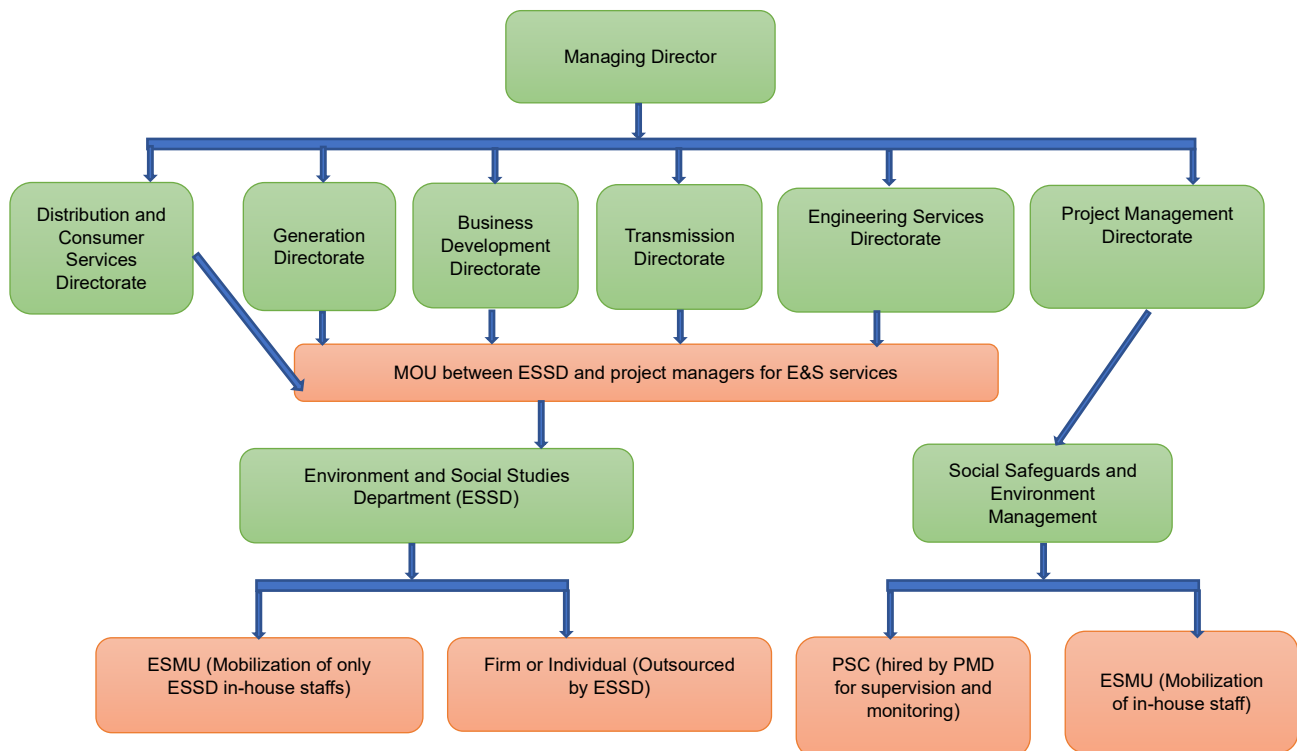 Managing Director
Distribution and
Consumer
Services
Directorate
Generation
Directorate
Business
Development
Directorate
Transmission
Directorate
Engineering Services
Directorate
Project Management
Directorate
MOU between ESSD and project managers for E&S services
Environment and Social Studies
Department (ESSD)
Social Safeguards and
Environment
Management
ESMU (Mobilization of only
ESSD in-house staffs)
Firm or Individual (Outsourced
by ESSD)
PSC (hired by PMD
for supervision and
monitoring)
ESMU (Mobilization
of in-house staff)